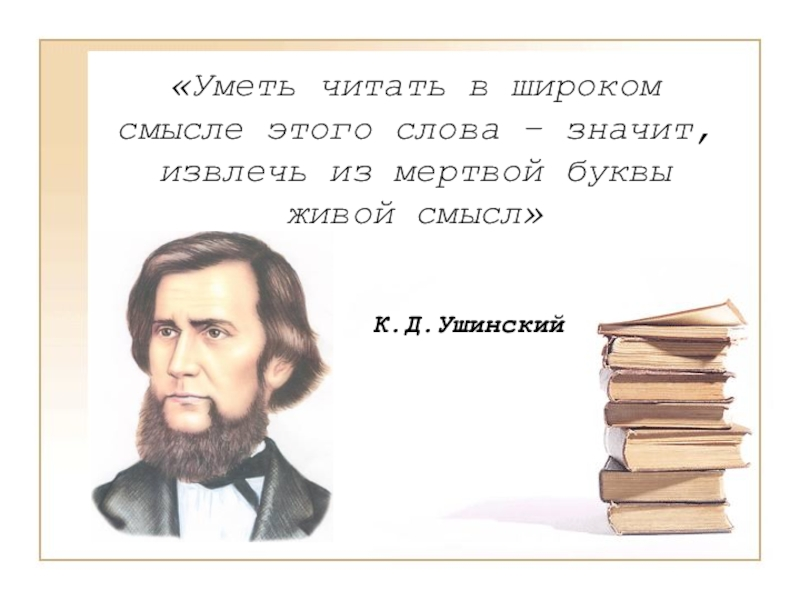 «Уметь читать в широком
смысле этого слова – значит,
извлечь из мертвой буквы
живой смысл»
К.Д.Ушинский